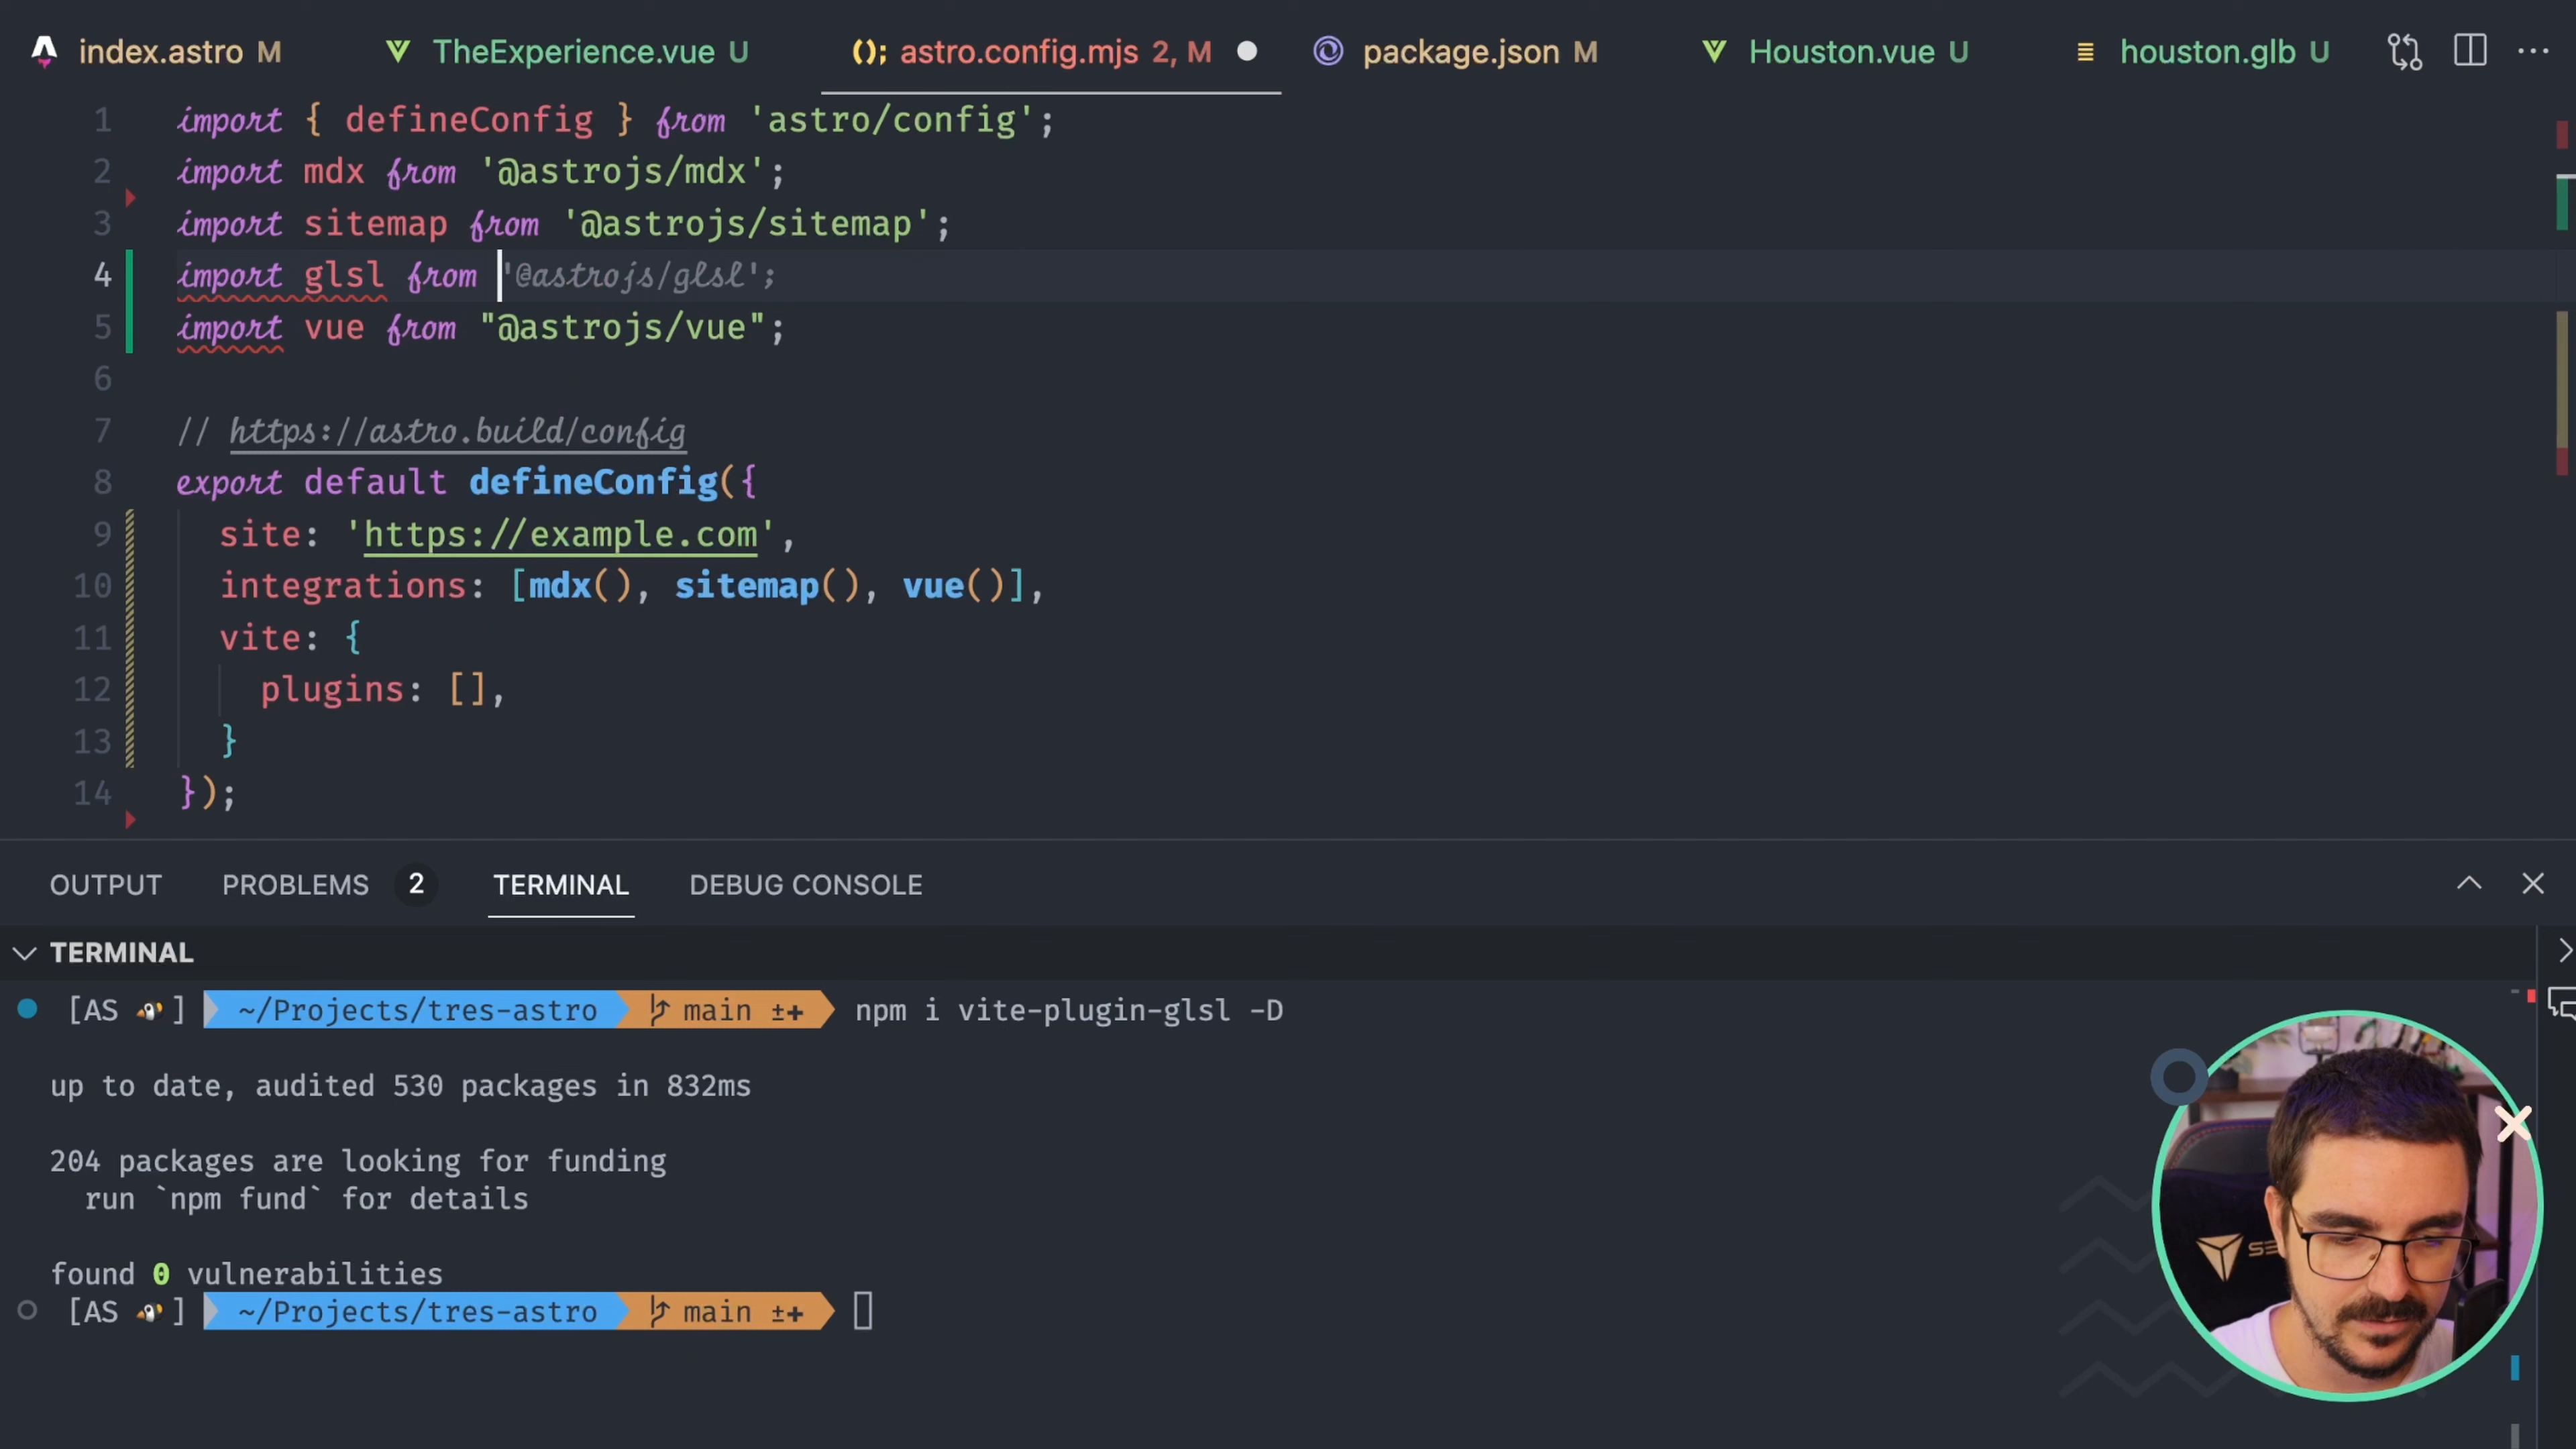 index.astro M TheExperience.vue U astro.config.mjs 2, M package.json M Houston.vue U houston.glb U
1 import { defineConfig } from 'astro/config';
2 import mdx from '@astrojs/mdx';
3 import sitemap from '@astrojs/sitemap';
4 import glsl from '@astrojs/glsl';
5 import vue from "@astrojs/vue";
6
7 // https://astro.build/config
8 export default defineConfig({
9 site: 'https://example.com',
10 integrations: [mdx(), sitemap(), vue()],
11 vite: {
12 plugins: [],
13 }
14 });
OUTPUT PROBLEMS 2 TERMINAL DEBUG CONSOLE
TERMINAL
[AS 🐝 ] ~/Projects/tres-astro main ±+ npm i vite-plugin-glsl -D
up to date, audited 530 packages in 832ms
204 packages are looking for funding
run `npm fund` for details
found 0 vulnerabilities
[AS 🐝 ] ~/Projects/tres-astro main ±+